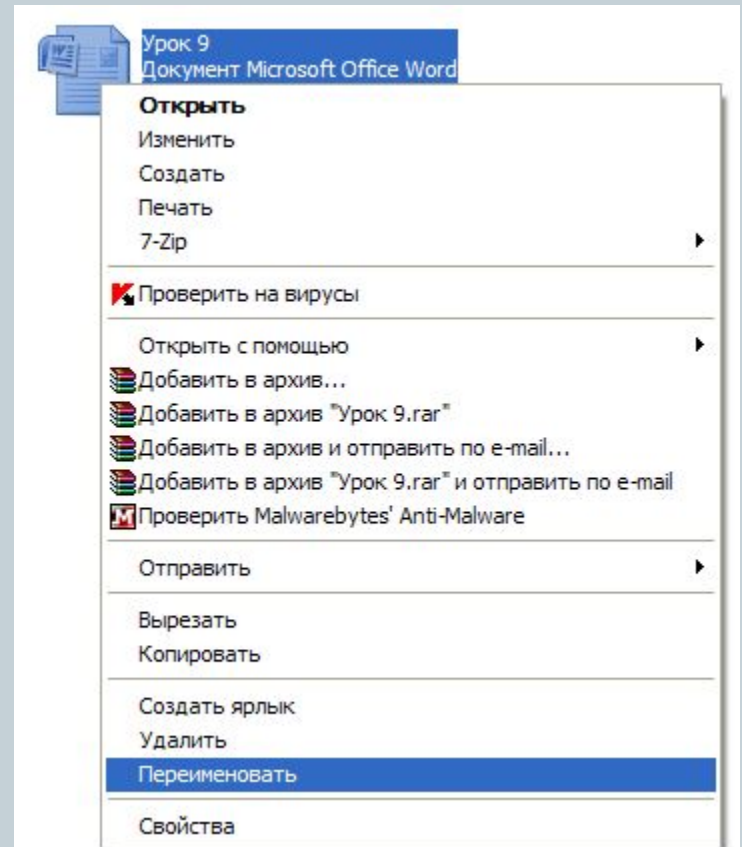 Урок 9
Документ Microsoft Office Word
Открыть
Изменить
Создать
Печать
7-Zip
Проверить на вирусы
Открыть с помощью
Добавить в архив...
Добавить в архив "Урок 9.rar"
Добавить в архив и отправить по e-mail...
Добавить в архив "Урок 9.rar" и отправить по e-mail
Проверить Malwarebytes' Anti-Malware
Отправить
Вырезать
Копировать
Создать ярлык
Удалить
Переименовать
Свойства